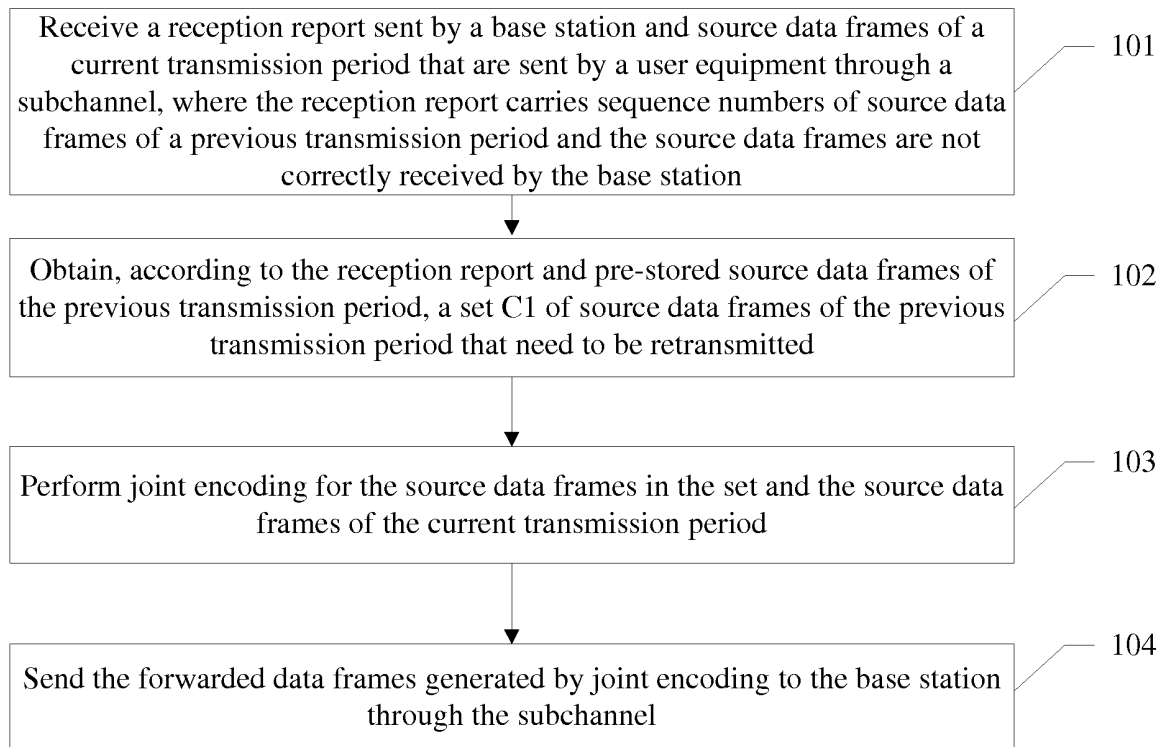 Receive a reception report sent by a base station and source data frames of a
current transmission period that are sent by a user equipment through a
subchannel, where the reception report carries sequence numbers of source data
frames of a previous transmission period and the source data frames are not
correctly received by the base station
101
Obtain, according to the reception report and pre-stored source data frames of
the previous transmission period, a set C1 of source data frames of the previous
transmission period that need to be retransmitted
102
Perform joint encoding for the source data frames in the set and the source data
frames of the current transmission period
103
Send the forwarded data frames generated by joint encoding to the base station
through the subchannel
104